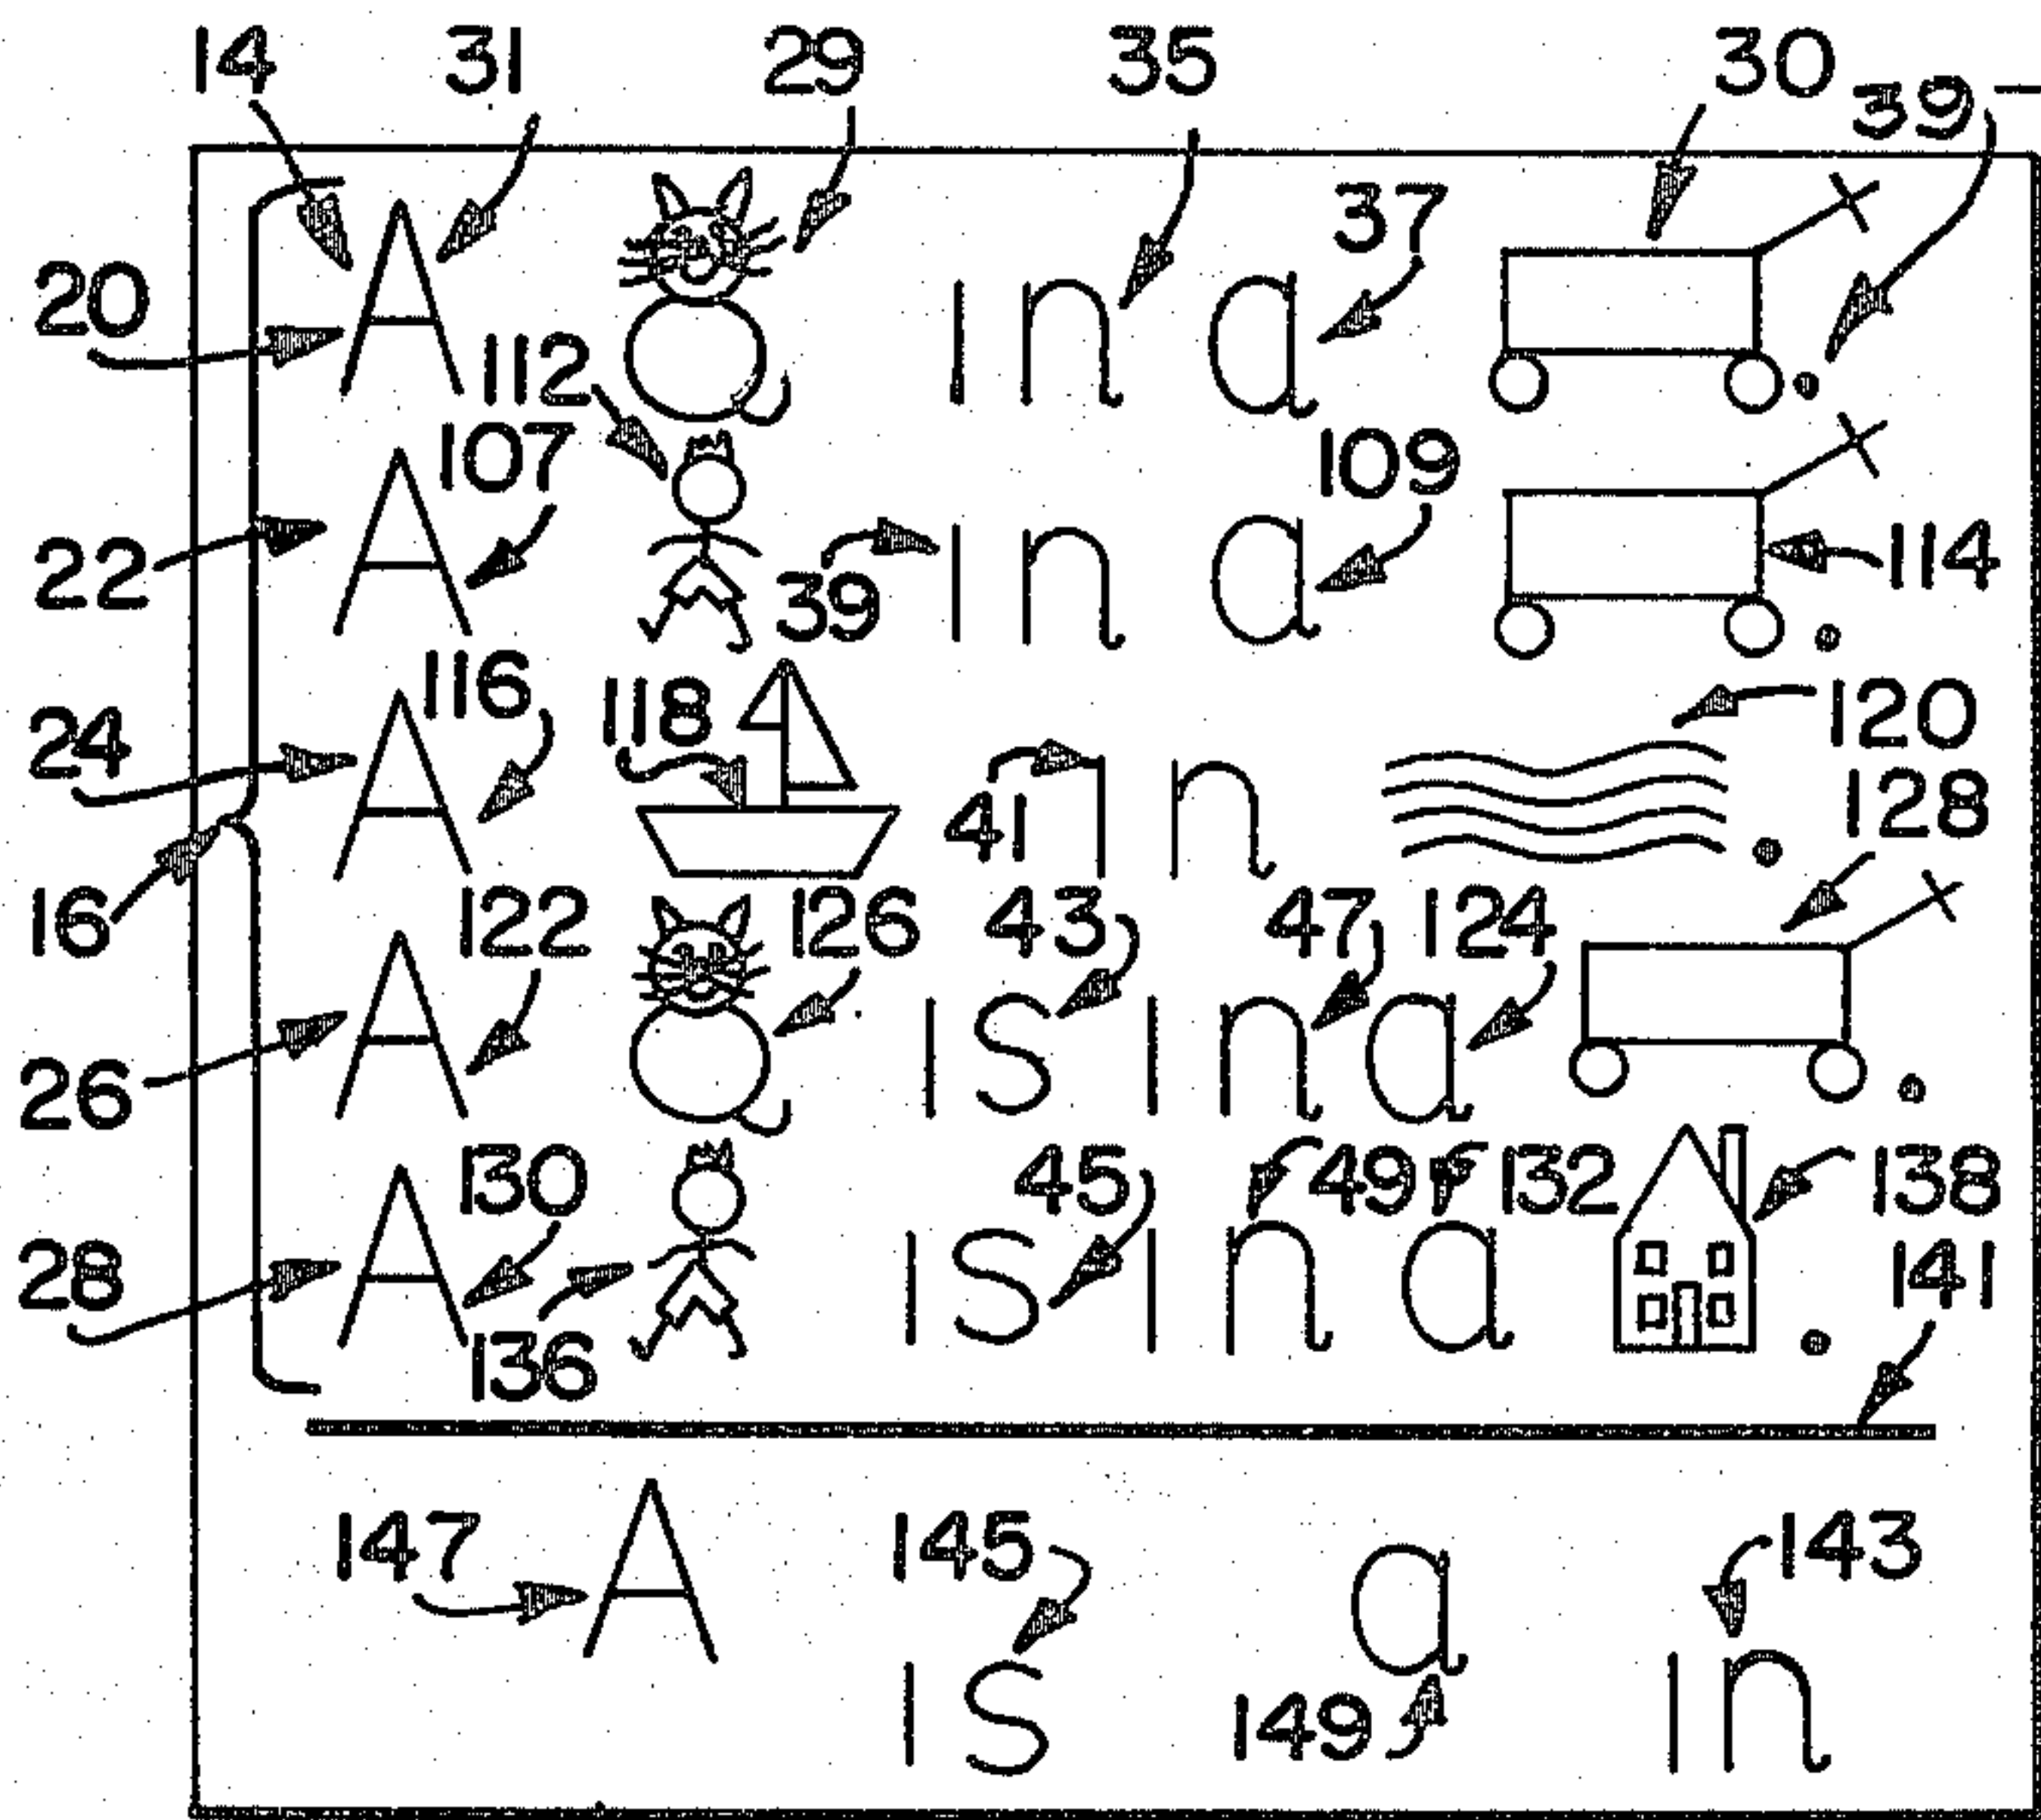 14 31 29 35 30 39
20 A In a 37 .
112
22 A 107 39 In a 109 114 .
24 A 116 118 41 In 120 .
128
16
26 A 122 126 43 Is In 47 a 124 .
28 A 130 136 Is 45 In 49 a 132 138 .
141
147 A 145 Is a 149 In 143